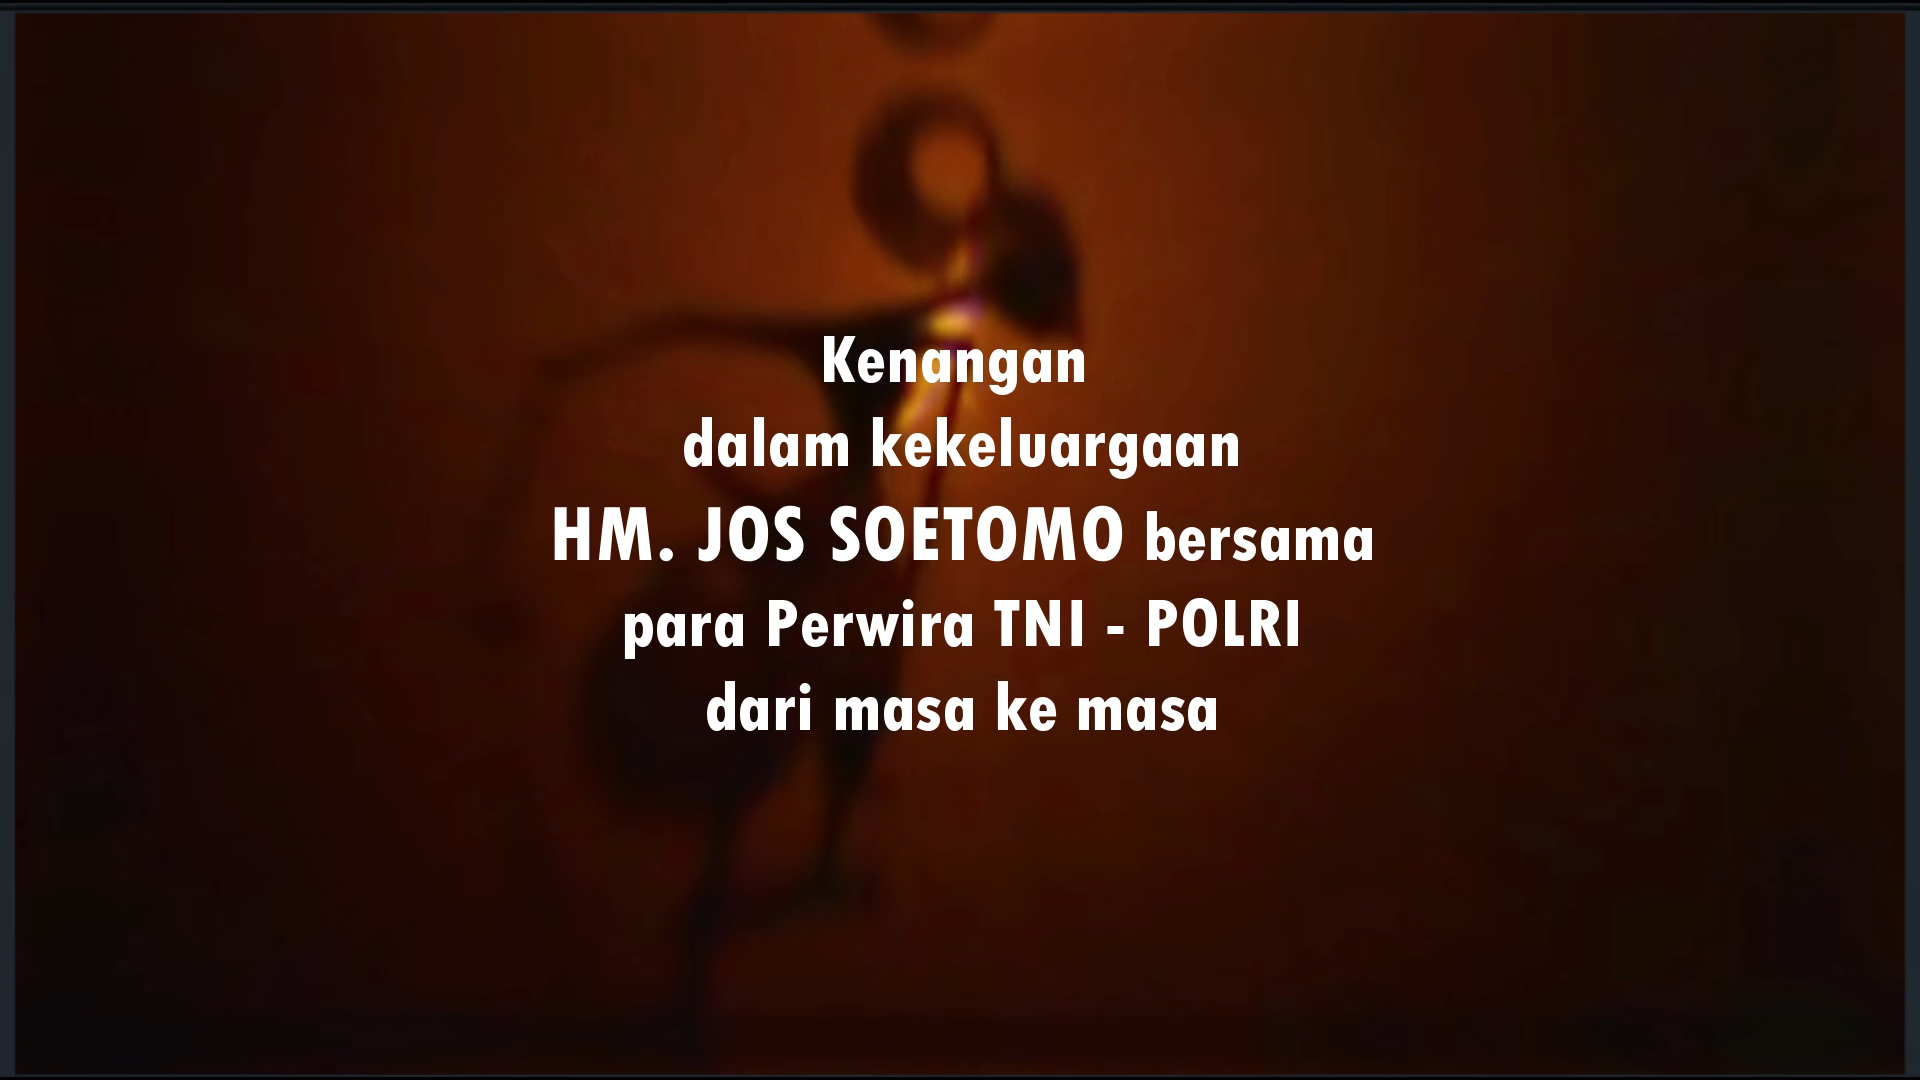 Kenangan
dalam kekeluargaan
HM. JOS SOETOMO bersama
para Perwira TNI - POLRI
dari masa ke masa